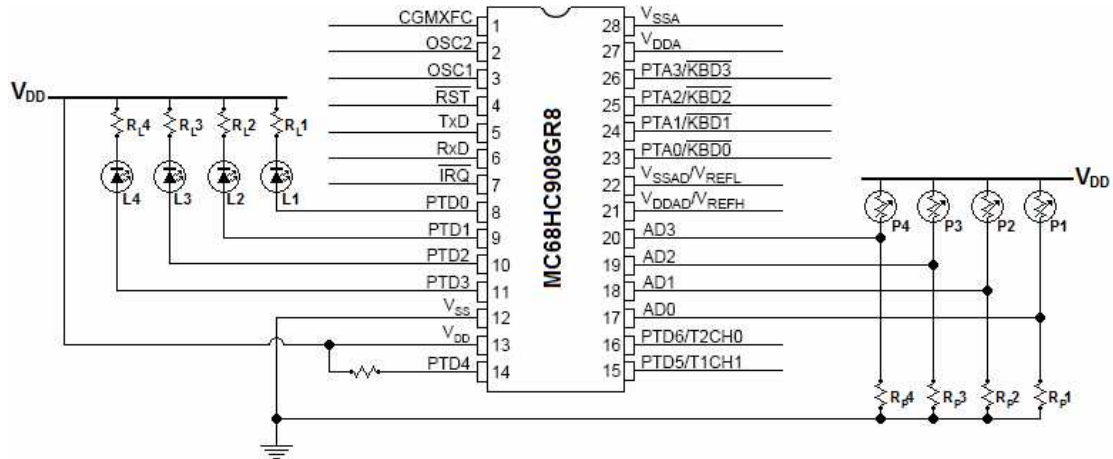 CGMXFC
1
OSC2
2
OSC1
3
RST
4
TxD
5
RxD
6
IRQ
7
PTD0
8
PTD1
9
PTD2
10
PTD3
11
VSS
12
VDD
13
PTD4
14
MC68HC908GR8
28
VSSA
27
VDDA
26
PTA3/KBD3
25
PTA2/KBD2
24
PTA1/KBD1
23
PTA0/KBD0
22
VSSAD/VREFL
21
VDDAD/VREFH
20
AD3
19
AD2
18
AD1
17
AD0
16
PTD6/T2CH0
15
PTD5/T1CH1
VDD
RL4
RL3
RL2
RL1
L4
L3
L2
L1
VDD
P4
P3
P2
P1
RP4
RP3
RP2
RP1